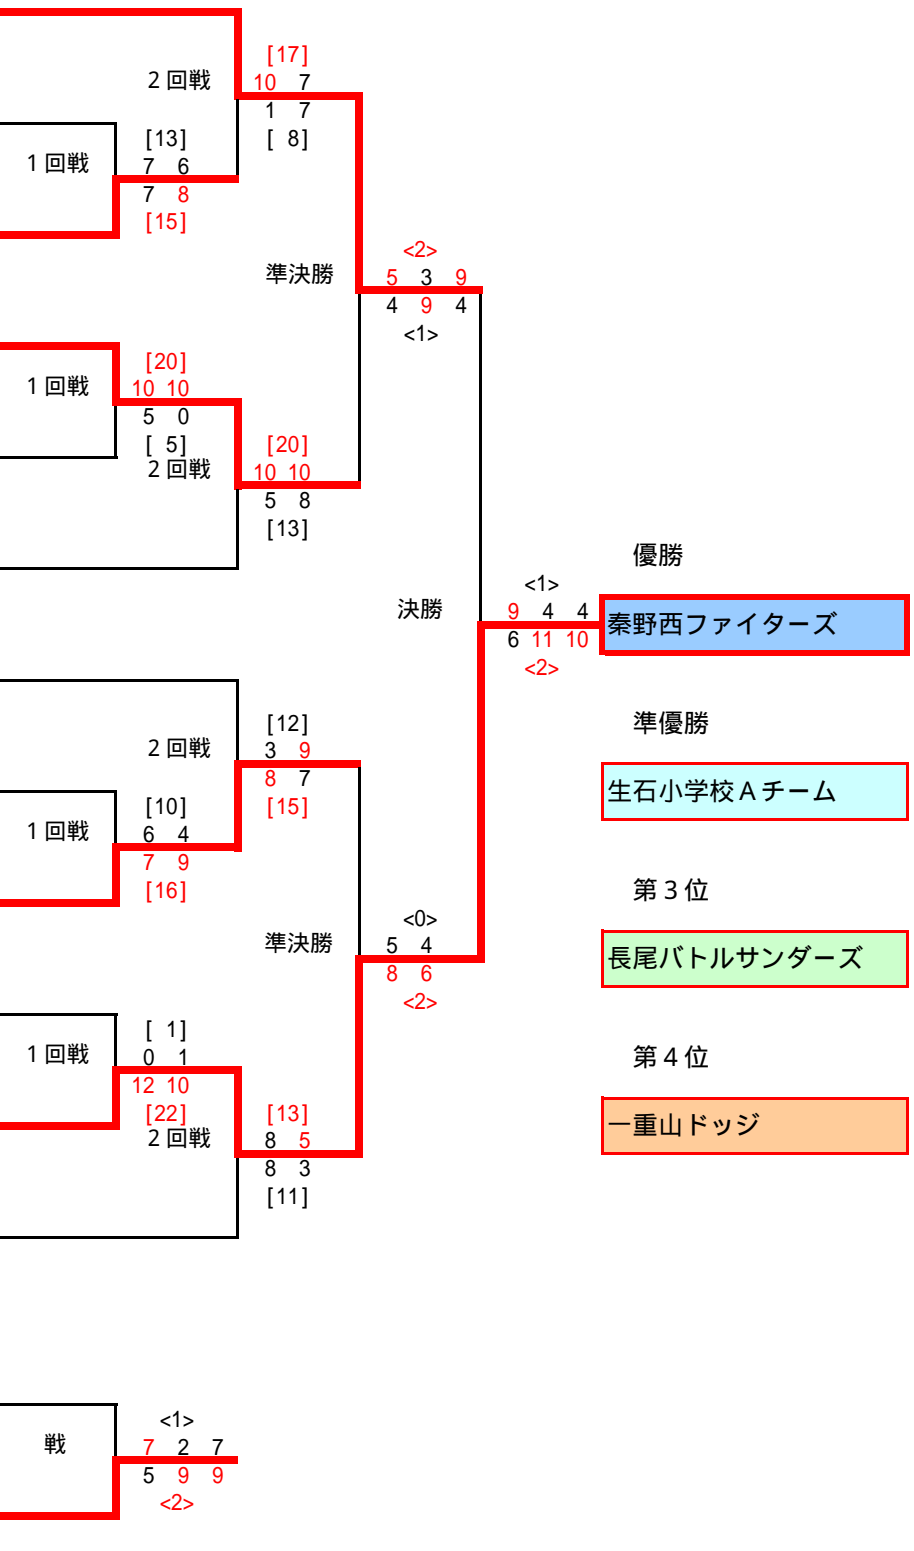 [17]
２回戦
10 7
1 7
[ 8]
[13]
１回戦
7 6
7 8
[15]
<2>
準決勝
5 3 9
4 9 4
<1>
[20]
１回戦
10 10
5 0
[ 5]
２回戦
[20]
10 10
5 8
[13]
優勝
<1>
決勝
9 4 4
秦野西ファイターズ
6 11 10
<2>
[12]
準優勝
２回戦
3 9
8 7
[15]
生石小学校Ａチーム
[10]
１回戦
6 4
7 9
[16]
第３位
<0>
準決勝
5 4
長尾バトルサンダーズ
8 6
<2>
[ 1]
１回戦
0 1
第４位
12 10
[22]
２回戦
[13]
8 5
一重山ドッジ
8 3
[11]
<1>
戦
7 2 7
5 9 9
<2>